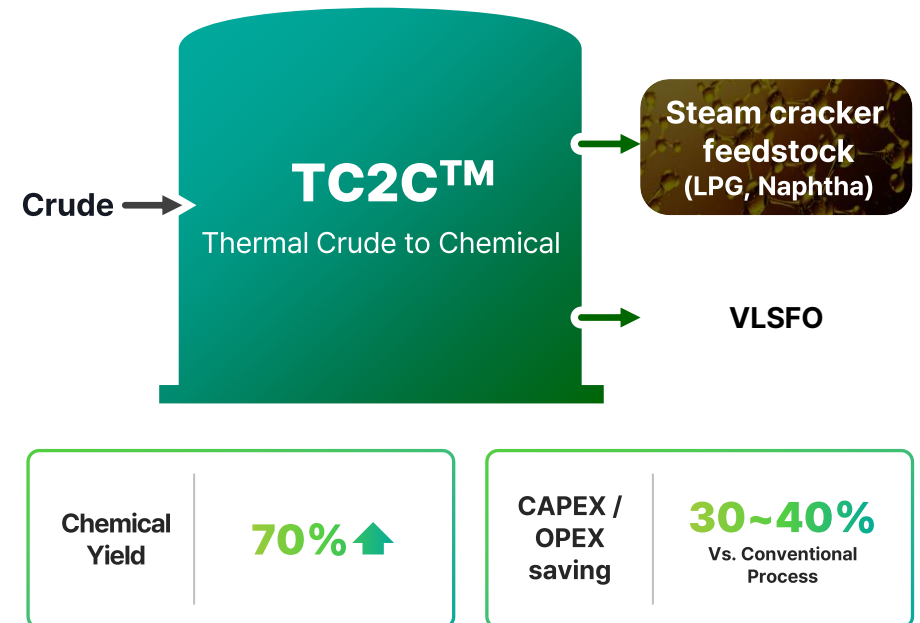 Crude
TC2C™
Thermal Crude to Chemical
Steam cracker
feedstock
(LPG, Naphtha)
VLSFO
Chemical
Yield
70%
CAPEX /
OPEX
saving
30~40%
Vs. Conventional
Process